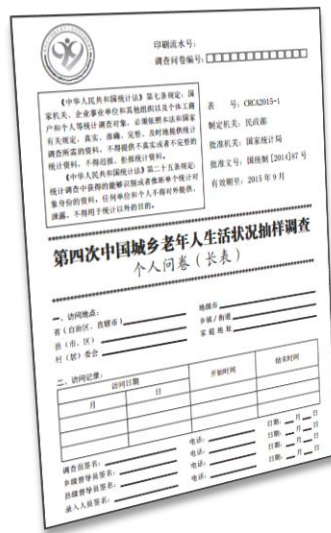 印刷流水号：
调查问卷编号：
《中华人民共和国统计法》第七条规定：国
家机关、企业事业单位和其他组织以及个体工商
户和个人等统计调查对象，必须依照本法和国家
有关规定，真实、准确、完整、及时地提供统计
调查所需的资料，不得提供不真实或者不完整的
统计资料，不得迟报、拒报统计资料。
《中华人民共和国统计法》第二十五条规定：
统计调查中获得的能够识别或者推断单个统计对
象身份的资料，任何单位和个人不得对外提供、
泄露，不得用于统计以外的目的。
表 号：CRCA2015-1
制定机关：民政部
批准机关：国家统计局
批准文号：国统制[2014]87号
有效期至：2015年9月
第四次中国城乡老年人生活状况抽样调查
个人问卷（长表）
一、访问地点：
省（自治区、直辖市） 地级市
县（市、区） 乡镇/街道
村（居）委会 家庭地址
二、访问记录：
访问日期 开始时间 结束时间
月 日
调查员签名： 电话： 日期： 月 日
乡级督导员签名： 电话： 日期： 月 日
县级督导员签名： 电话： 日期： 月 日
录入人员签名： 电话： 日期： 月 日